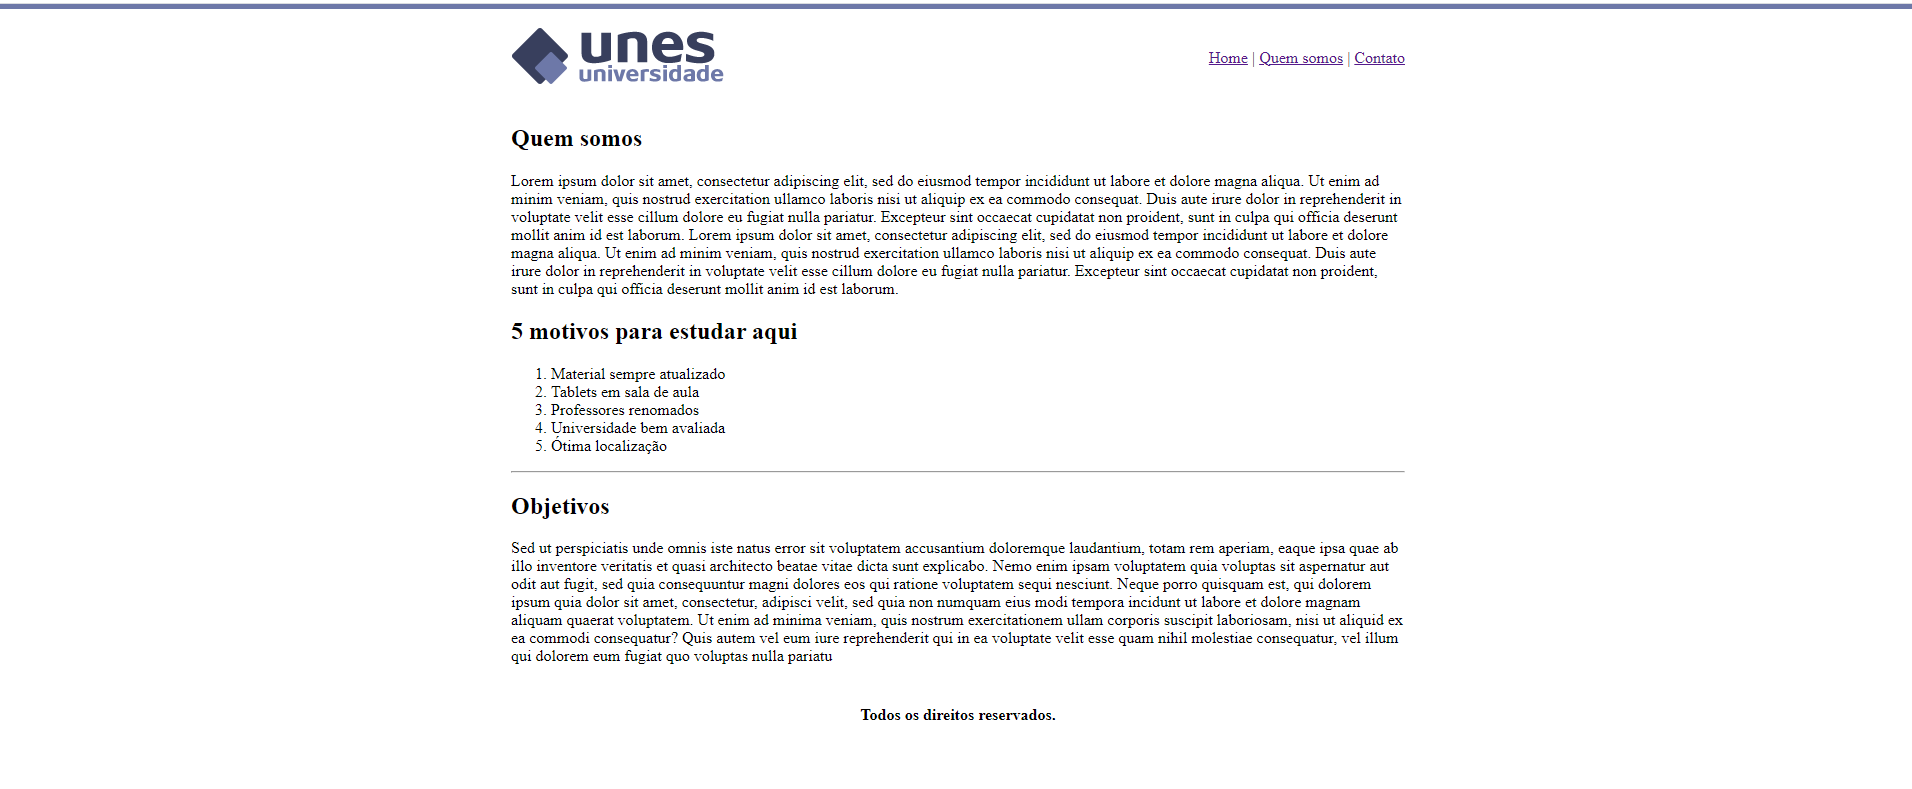 unes
universidade
Home | Quem somos | Contato
Quem somos
Lorem ipsum dolor sit amet, consectetur adipiscing elit, sed do eiusmod tempor incididunt ut labore et dolore magna aliqua. Ut enim ad
minim veniam, quis nostrud exercitation ullamco laboris nisi ut aliquip ex ea commodo consequat. Duis aute irure dolor in reprehenderit in
voluptate velit esse cillum dolore eu fugiat nulla pariatur. Excepteur sint occaecat cupidatat non proident, sunt in culpa qui officia deserunt
mollit anim id est laborum. Lorem ipsum dolor sit amet, consectetur adipiscing elit, sed do eiusmod tempor incididunt ut labore et dolore
magna aliqua. Ut enim ad minim veniam, quis nostrud exercitation ullamco laboris nisi ut aliquip ex ea commodo consequat. Duis aute
irure dolor in reprehenderit in voluptate velit esse cillum dolore eu fugiat nulla pariatur. Excepteur sint occaecat cupidatat non proident,
sunt in culpa qui officia deserunt mollit anim id est laborum.
5 motivos para estudar aqui
1. Material sempre atualizado
2. Tablets em sala de aula
3. Professores renomados
4. Universidade bem avaliada
5. Ótima localização
Objetivos
Sed ut perspiciatis unde omnis iste natus error sit voluptatem accusantium doloremque laudantium, totam rem aperiam, eaque ipsa quae ab
illo inventore veritatis et quasi architecto beatae vitae dicta sunt explicabo. Nemo enim ipsam voluptatem quia voluptas sit aspernatur aut
odit aut fugit, sed quia consequuntur magni dolores eos qui ratione voluptatem sequi nesciunt. Neque porro quisquam est, qui dolorem
ipsum quia dolor sit amet, consectetur, adipisci velit, sed quia non numquam eius modi tempora incidunt ut labore et dolore magnam
aliquam quaerat voluptatem. Ut enim ad minima veniam, quis nostrum exercitationem ullam corporis suscipit laboriosam, nisi ut aliquid ex
ea commodi consequatur? Quis autem vel eum iure reprehenderit qui in ea voluptate velit esse quam nihil molestiae consequatur, vel illum
qui dolorem eum fugiat quo voluptas nulla pariatu
Todos os direitos reservados.